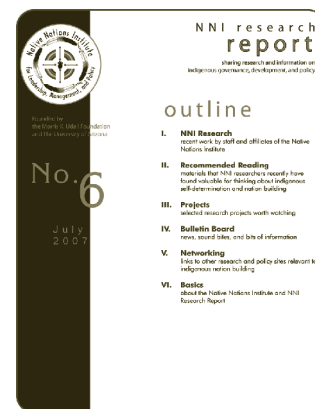 Native Nations Institute
for Leadership, Management, and Policy
Founded by
the Morris K. Udall Foundation
and the University of Arizona
No.6
July
2007
NNI research
report
sharing research and information on
indigenous governance, development, and policy
outline
I. NNI Research
recent work by staff and affiliates of the Native
Nations Institute
II. Recommended Reading
materials that NNI researchers recently have
found valuable for thinking about indigenous
self-determination and nation building
III. Projects
selected research projects worth watching
IV. Bulletin Board
news, sound bites, and bits of information
V. Networking
links to other research and policy sites relevant to
indigenous nation building
VI. Basics
about the Native Nations Institute and NNI
Research Report